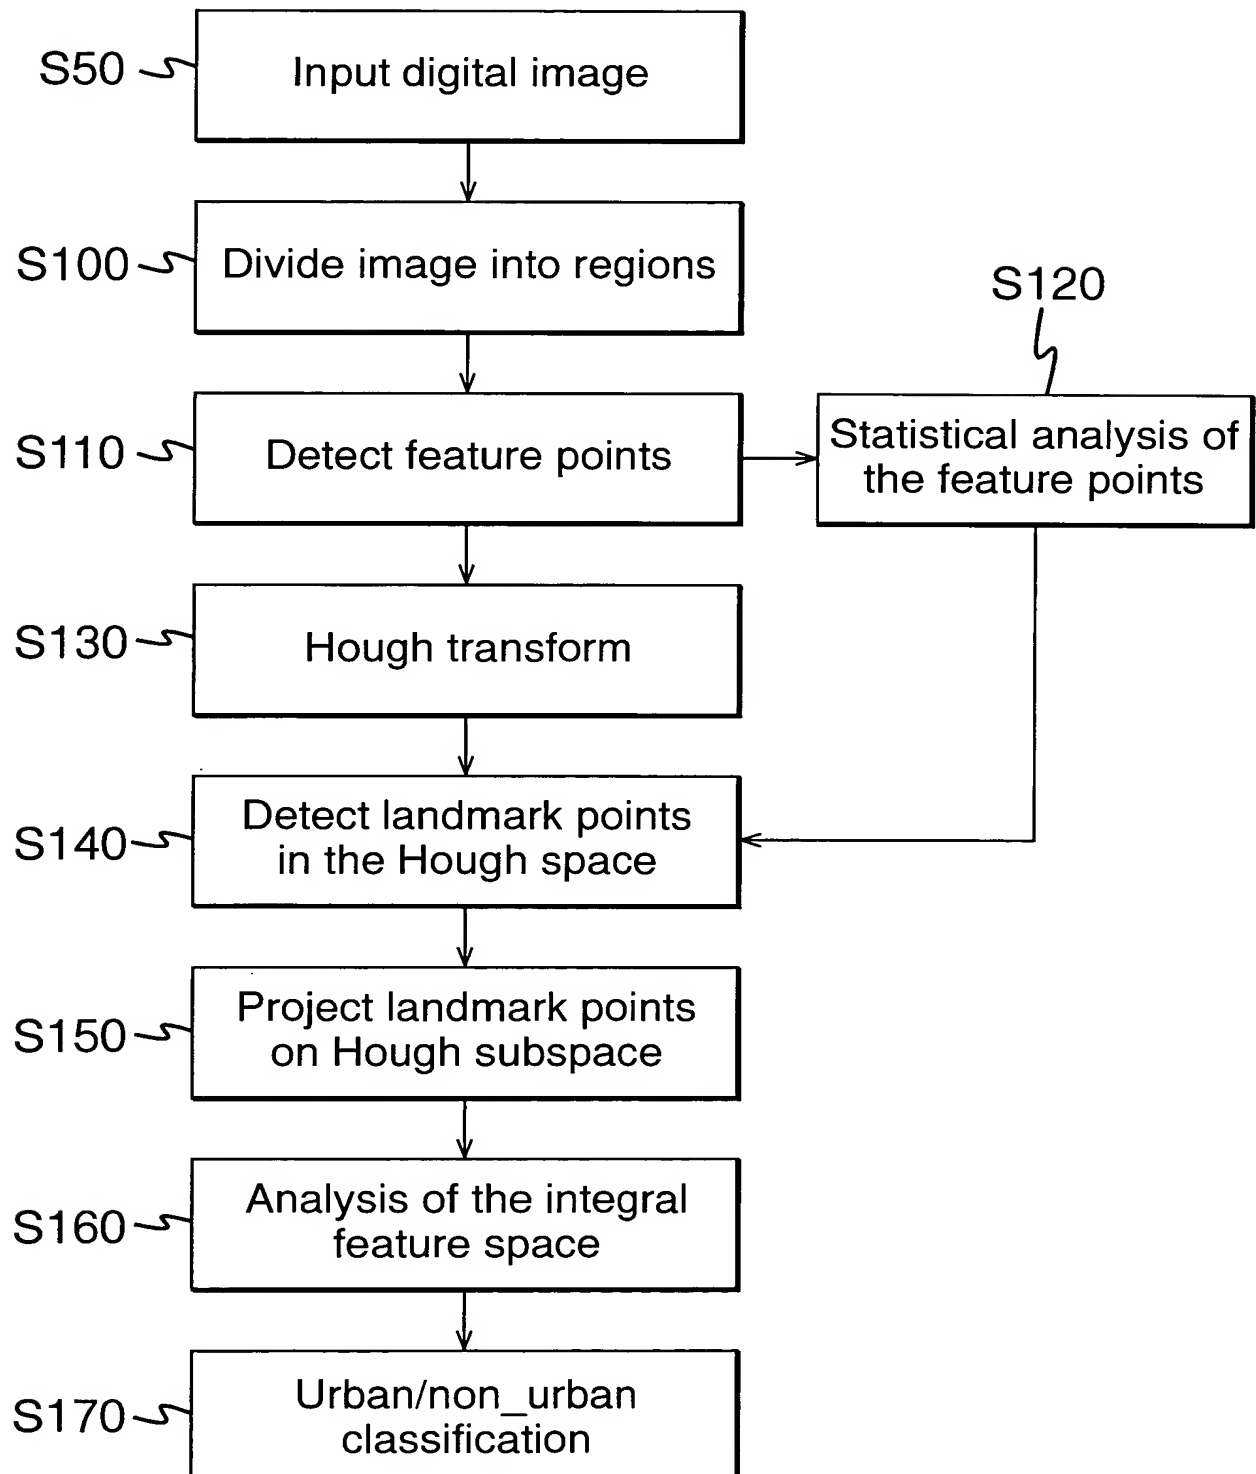 S50
Input digital image
S100
Divide image into regions
S120
S110
Detect feature points
Statistical analysis of
the feature points
S130
Hough transform
S140
Detect landmark points
in the Hough space
S150
Project landmark points
on Hough subspace
S160
Analysis of the integral
feature space
S170
Urban/non_urban
classification